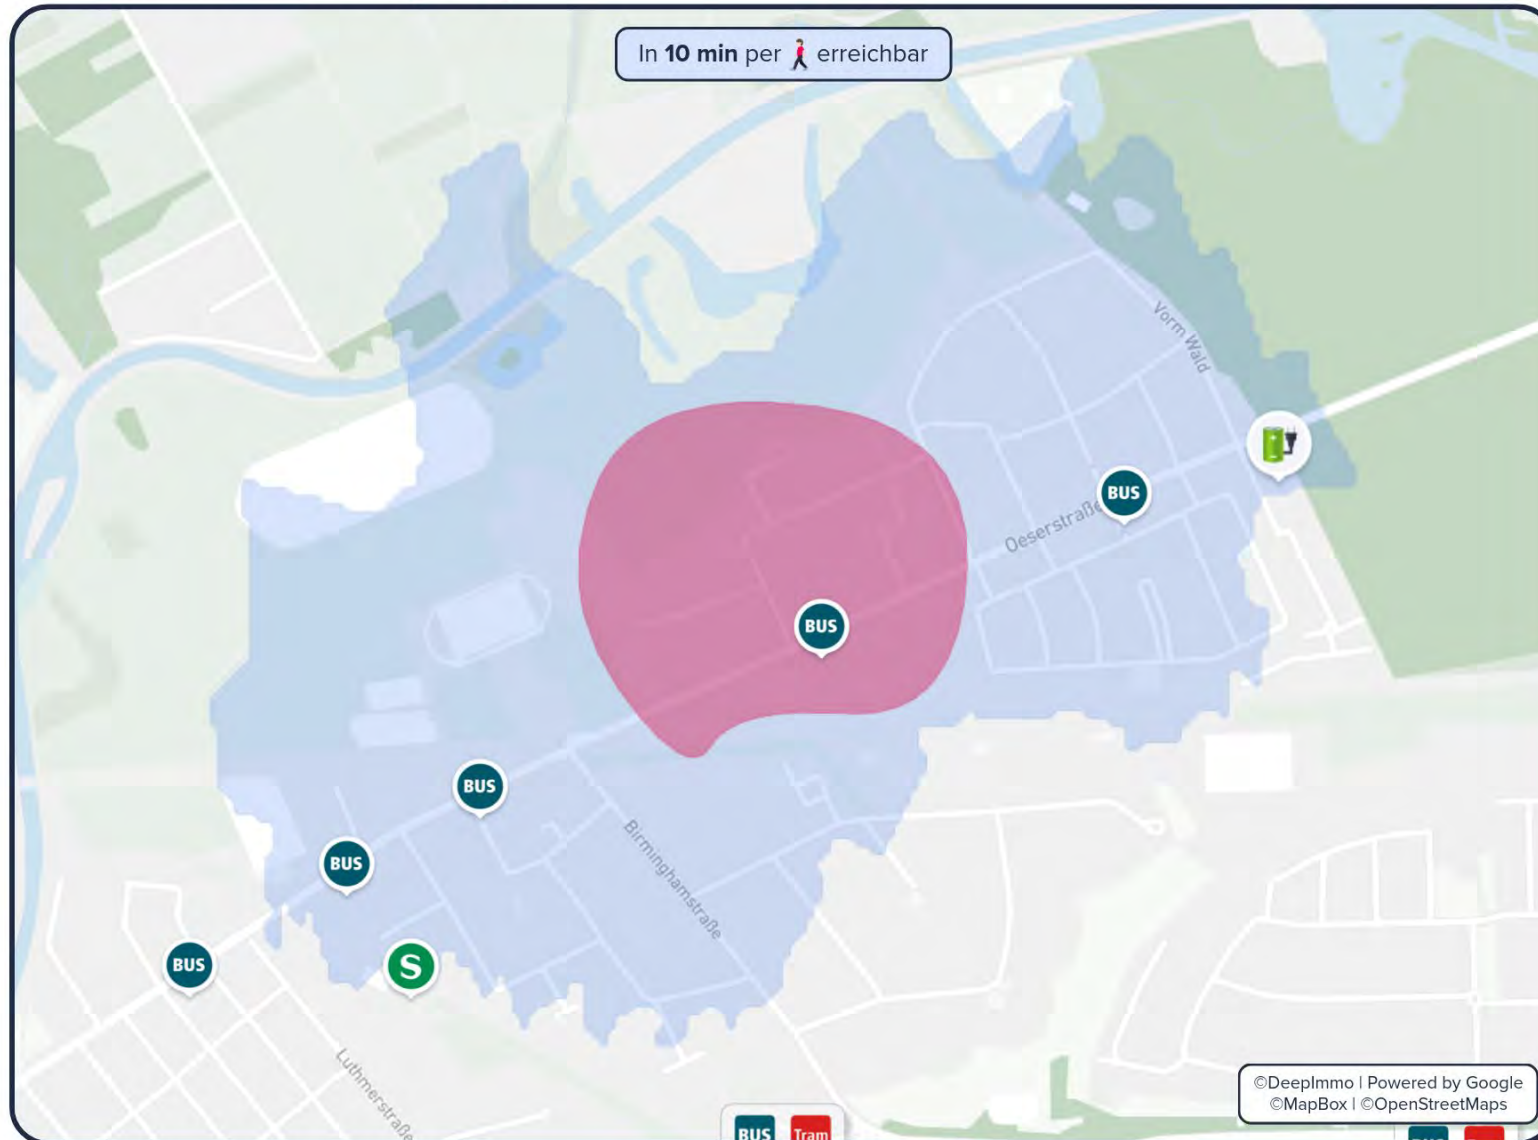 In 10 min per erreichbar
Vorm Wald
BUS
Oeserstraße
BUS
BUS
Birminghamstraße
BUS
BUS
S
Luthmerstraße
©DeepImmo | Powered by Google
©MapBox | ©OpenStreetMaps
BUS Tram